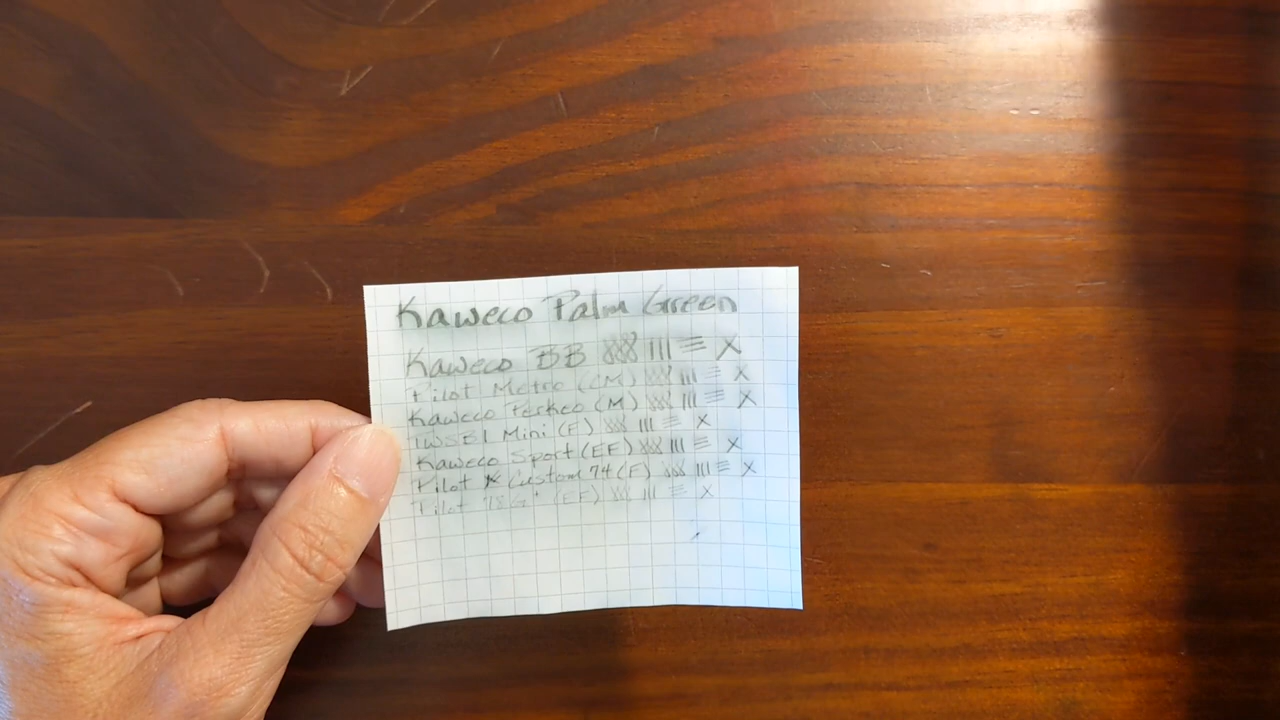 Kaweco Palm Green
Kaweco BB
Pilot Metro (CM)
Kaweco Perkeo (M)
TWSBI Mini (F)
Kaweco Sport (EF)
Pilot Custom 74 (F)
Pilot "18G" (EF)